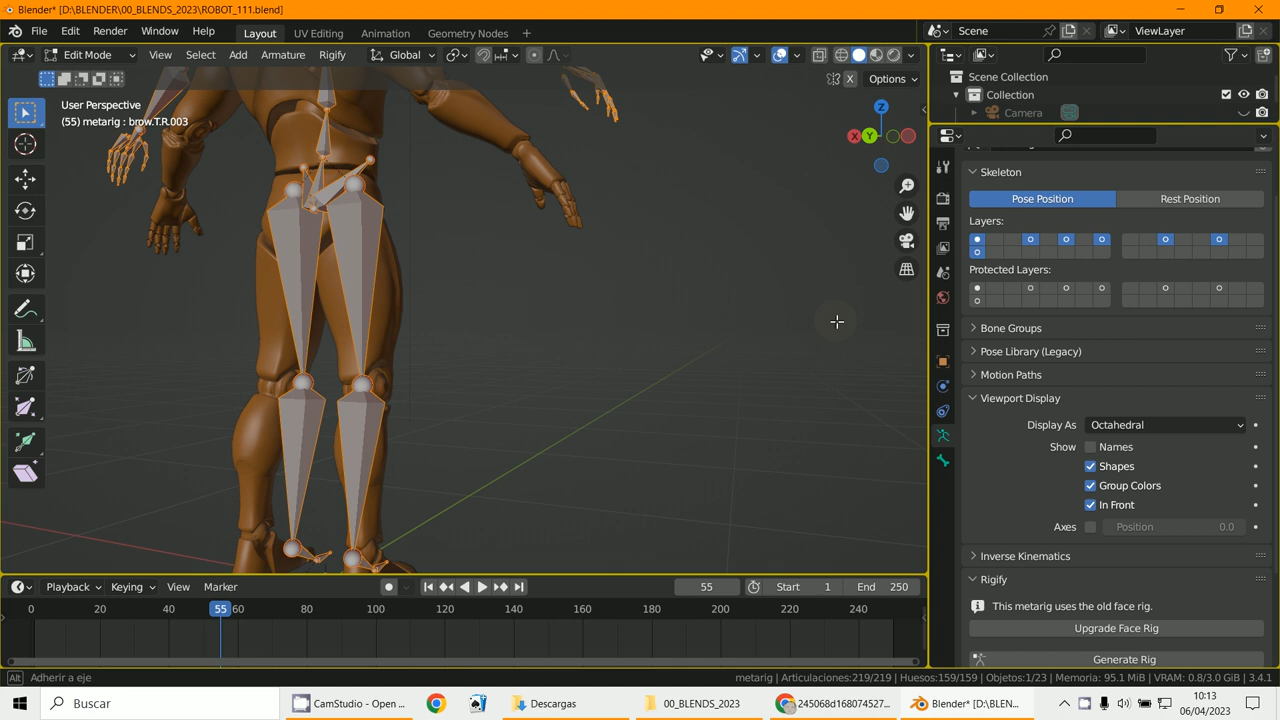 Blender* [D:\BLENDER\00_BLENDS_2023\ROBOT_111.blend]
File Edit Render Window Help Layout UV Editing Animation Geometry Nodes + Scene ViewLayer
Edit Mode View Select Add Armature Rigify Global
X Options
User Perspective
(55) metarig : brow.T.R.003
Z
X Y
Scene Collection
Collection
Camera
Skeleton
Pose Position Rest Position
Layers:
Protected Layers:
Bone Groups
Pose Library (Legacy)
Motion Paths
Viewport Display
Display As Octahedral
Show Names
Shapes
Group Colors
In Front
Axes Position 0.0
Inverse Kinematics
Rigify
This metarig uses the old face rig.
Upgrade Face Rig
Generate Rig
Playback Keying View Marker 55 Start 1 End 250
0 20 40 55 60 80 100 120 140 160 180 200 220 240
Alt Adherir a eje metarig | Articulaciones:219/219 | Huesos:159/159 | Objetos:1/23 | Memoria: 95.1 MiB | VRAM: 0.8/3.0 GiB | 3.4.1
Buscar CamStudio - Open ... Descargas 00_BLENDS_2023 245068d168074527... Blender* [D:\BLEN... 10:13
06/04/2023